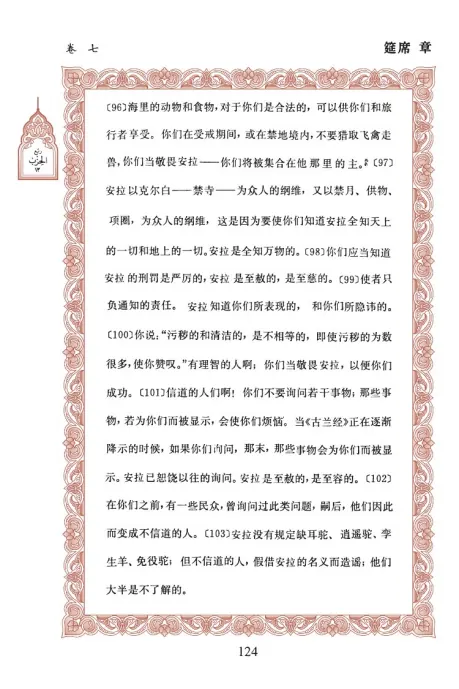 卷 七
筵席 章
〔96〕海里的动物和食物，对于你们是合法的，可以供你们和旅
行者享受。你们在受戒期间，或在禁地境内，不要猎取飞禽走
兽，你们当敬畏安拉——你们将被集合在他那里的主。〔97〕
安拉以克尔白——禁寺——为众人的纲维，又以禁月、供物、
项圈，为众人的纲维，这是因为要使你们知道安拉全知天上
的一切和地上的一切。安拉是全知万物的。〔98〕你们应当知道
安拉的刑罚是严厉的，安拉是至赦的，是至慈的。〔99〕使者只
负通知的责任。安拉知道你们所表现的，和你们所隐讳的。
〔100〕你说：“污秽的和清洁的，是不相等的，即使污秽的为数
很多，使你赞叹。”有理智的人啊；你们当敬畏安拉，以便你们
成功。〔101〕信道的人们啊！你们不要询问若干事物；那些事
物，若为你们而被显示，会使你们烦恼。当《古兰经》正在逐渐
降示的时候，如果你们询问，那末，那些事物会为你们而被显
示。安拉已恕饶以往的询问。安拉是至赦的，是至容的。〔102〕
在你们之前，有一些民众，曾询问过此类问题，嗣后，他们因此
而变成不信道的人。〔103〕安拉没有规定缺耳驼、逍遥驼、孪
生羊、免役驼；但不信道的人，假借安拉的名义而造谣；他们
大半是不了解的。
ربع
الحزب
١٣
124